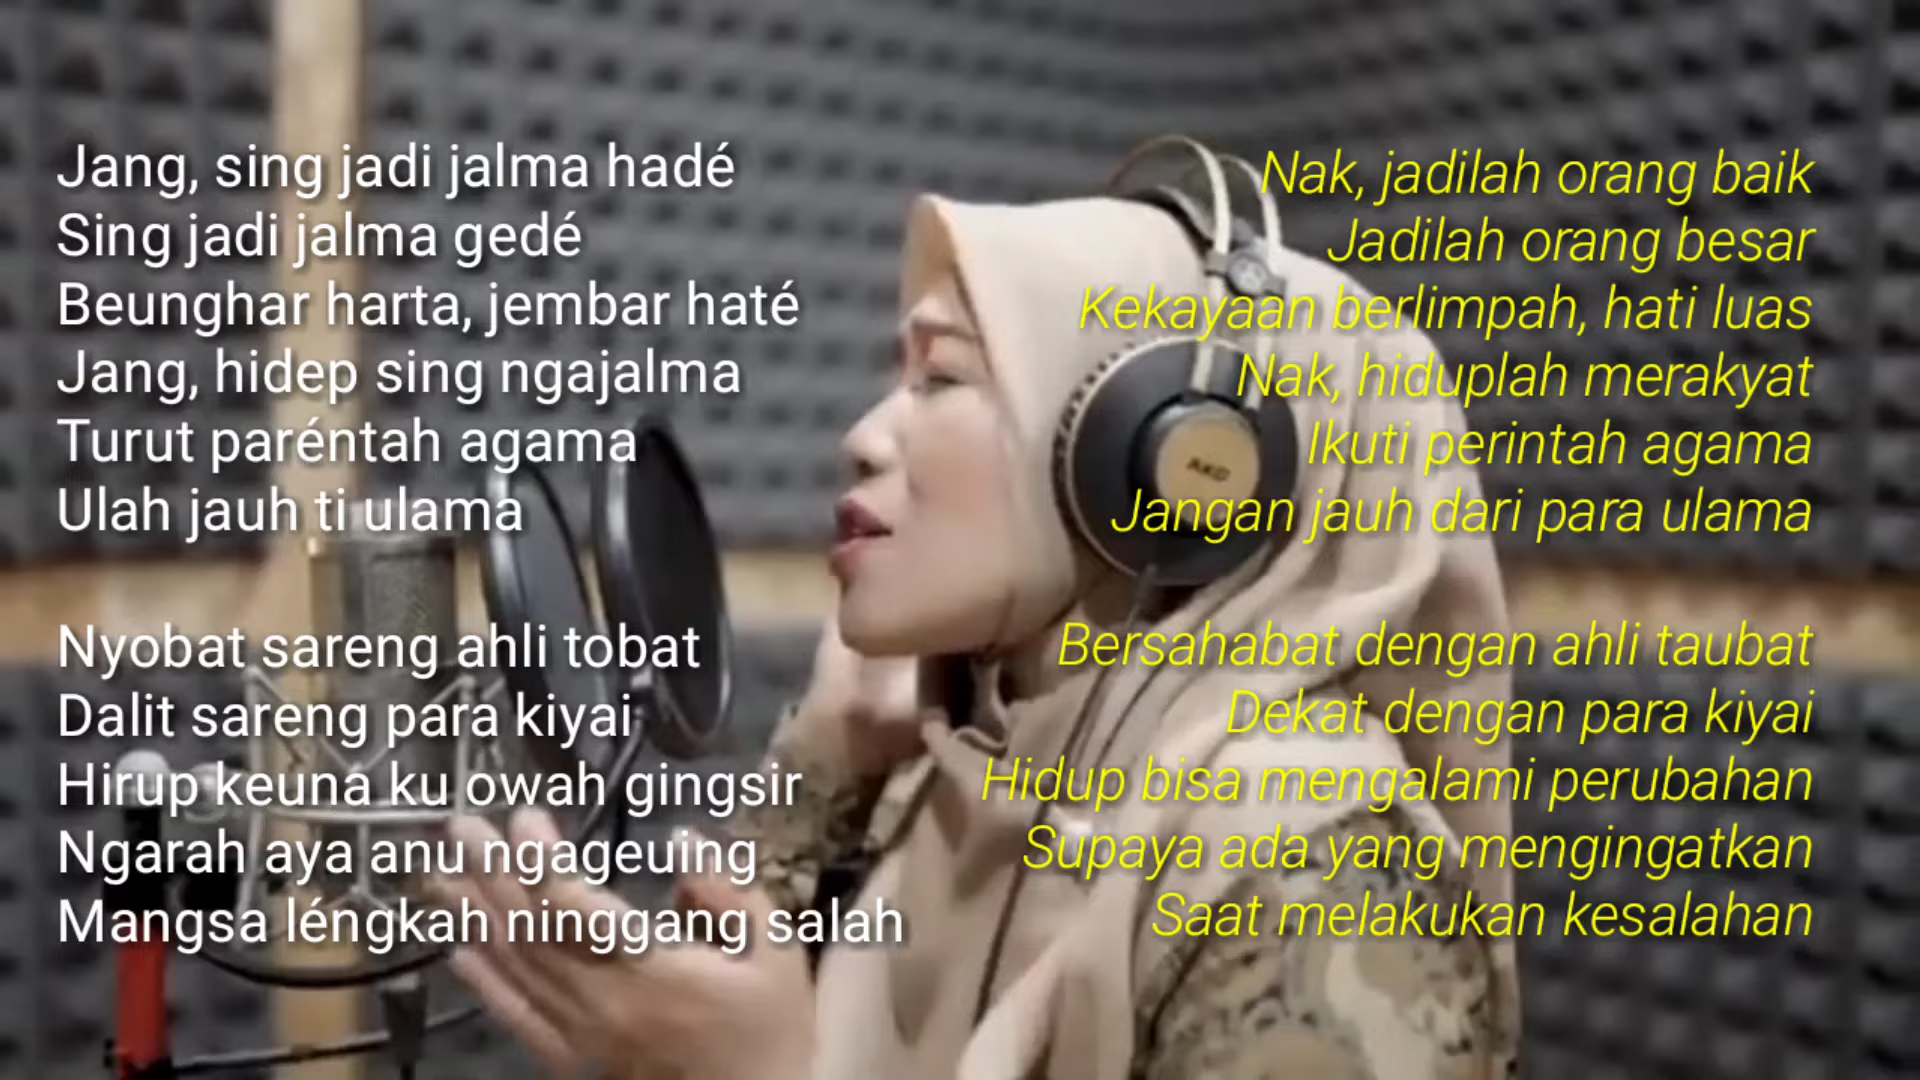 Jang, sing jadi jalma hadé
Sing jadi jalma gedé
Beunghar harta, jembar haté
Jang, hidep sing ngajalma
Turut paréntah agama
Ulah jauh ti ulama
Nyobat sareng ahli tobat
Dalit sareng para kiyai
Hirup keuna ku owah gingsir
Ngarah aya anu ngageuing
Mangsa léngkah ninggang salah
Nak, jadilah orang baik
Jadilah orang besar
Kekayaan berlimpah, hati luas
Nak, hiduplah merakyat
Ikuti perintah agama
Jangan jauh dari para ulama
Bersahabat dengan ahli taubat
Dekat dengan para kiyai
Hidup bisa mengalami perubahan
Supaya ada yang mengingatkan
Saat melakukan kesalahan
AKG